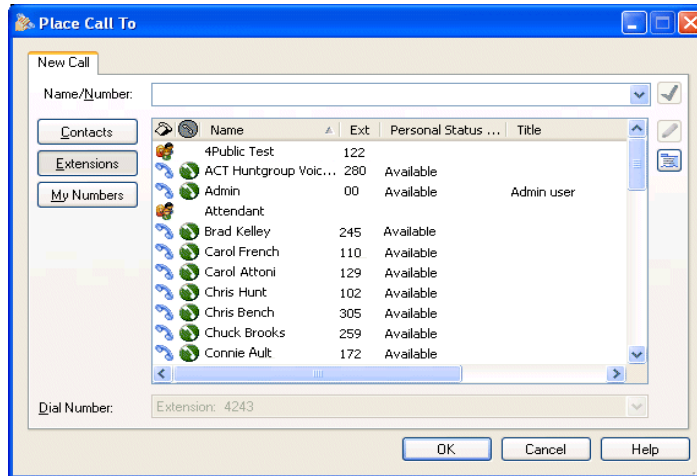 Place Call To
New Call
Name/Number:
Contacts
Extensions
My Numbers
Name Ext Personal Status ... Title
4Public Test 122
ACT Huntgroup Voic... 280 Available
Admin 00 Available Admin user
Attendant
Brad Kelley 245 Available
Carol French 110 Available
Carol Attoni 129 Available
Chris Hunt 102 Available
Chris Bench 305 Available
Chuck Brooks 259 Available
Connie Ault 172 Available
Dial Number: Extension: 4243
OK Cancel Help